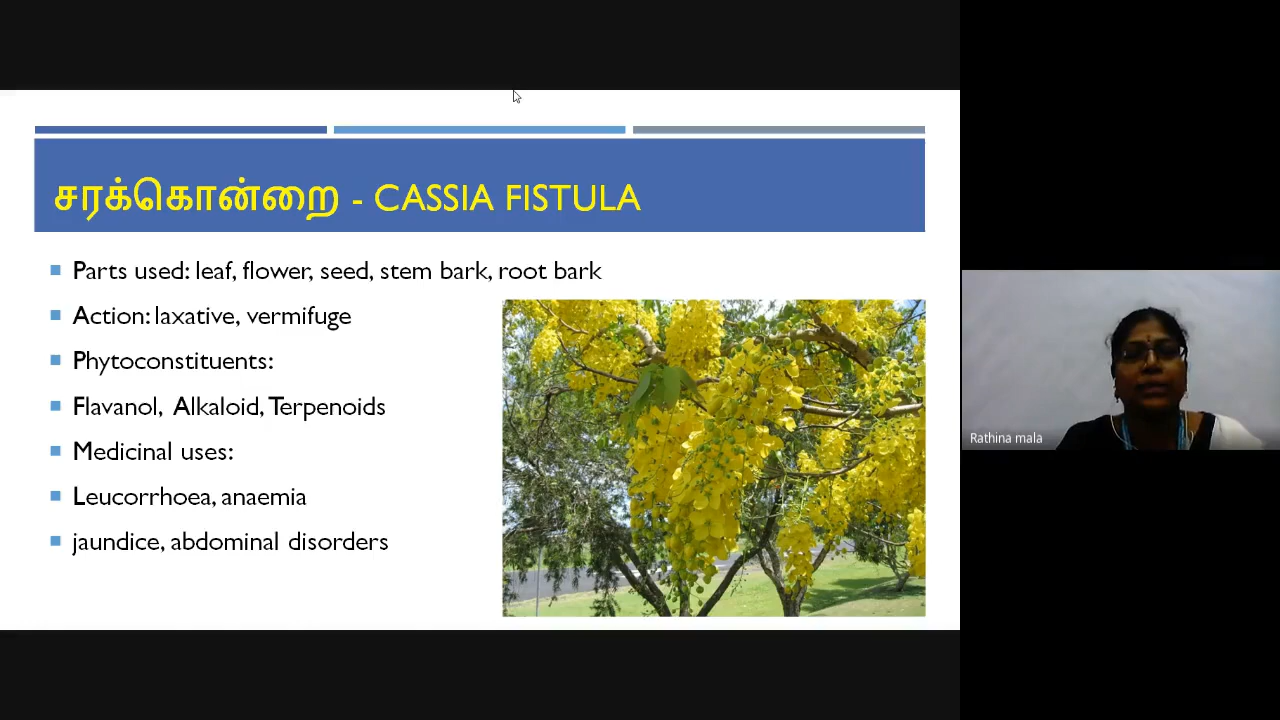 சரக்கொன்றை - CASSIA FISTULA
Parts used: leaf, flower, seed, stem bark, root bark
Action: laxative, vermifuge
Phytoconstituents:
Flavanol, Alkaloid, Terpenoids
Medicinal uses:
Leucorrhoea, anaemia
jaundice, abdominal disorders
Rathina mala